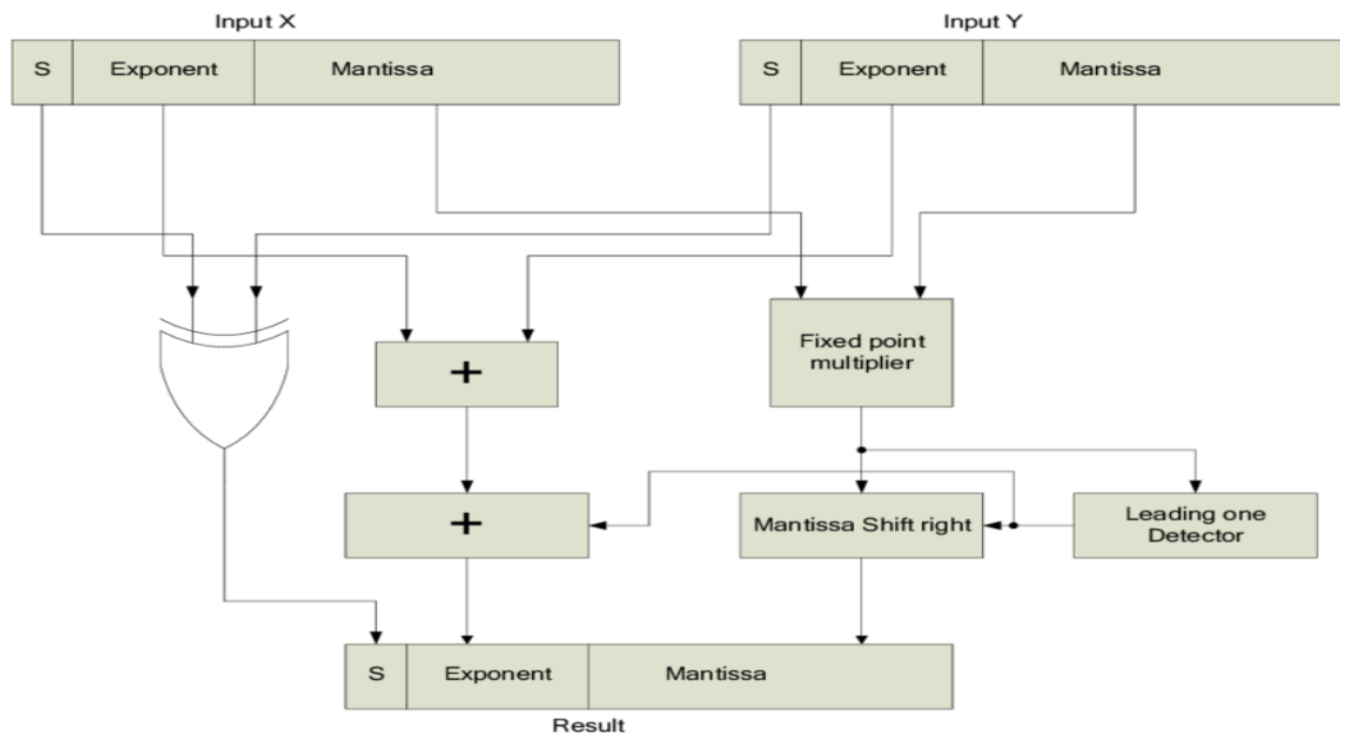 Input X
Input Y
S Exponent Mantissa
S Exponent Mantissa
Fixed point
multiplier
+
+
Mantissa Shift right
Leading one
Detector
S Exponent Mantissa
Result